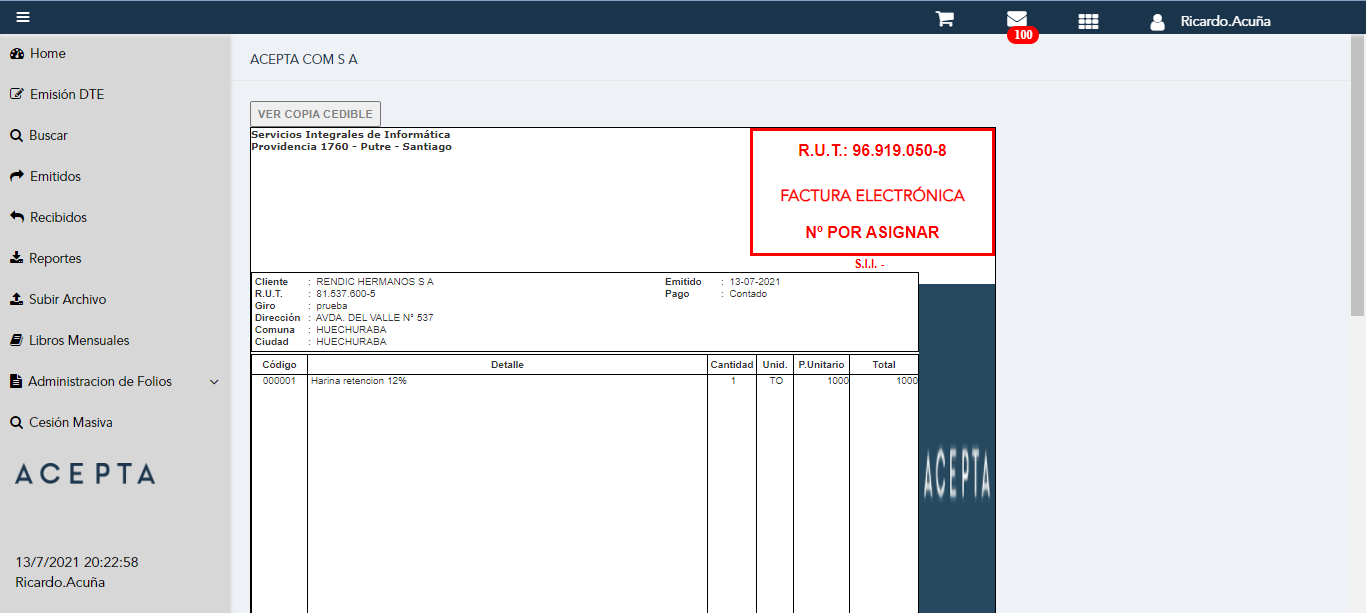 Ricardo.Acuña
100
Home
Emisión DTE
Buscar
Emitidos
Recibidos
Reportes
Subir Archivo
Libros Mensuales
Administracion de Folios
Cesión Masiva
ACEPTA
13/7/2021 20:22:58
Ricardo.Acuña
ACEPTA COM S A
VER COPIA CEDIBLE
Servicios Integrales de Informática
Providencia 1760 - Putre - Santiago
R.U.T.: 96.919.050-8
FACTURA ELECTRÓNICA
Nº POR ASIGNAR
S.I.I. -
Cliente : RENDIC HERMANOS S A Emitido : 13-07-2021
R.U.T. : 81.537.600-5 Pago : Contado
Giro : prueba
Dirección : AVDA. DEL VALLE N° 537
Comuna : HUECHURABA
Ciudad : HUECHURABA
Código Detalle Cantidad Unid. P.Unitario Total
000001 Harina retencion 12% 1 TO 1000 1000
ACEPTA